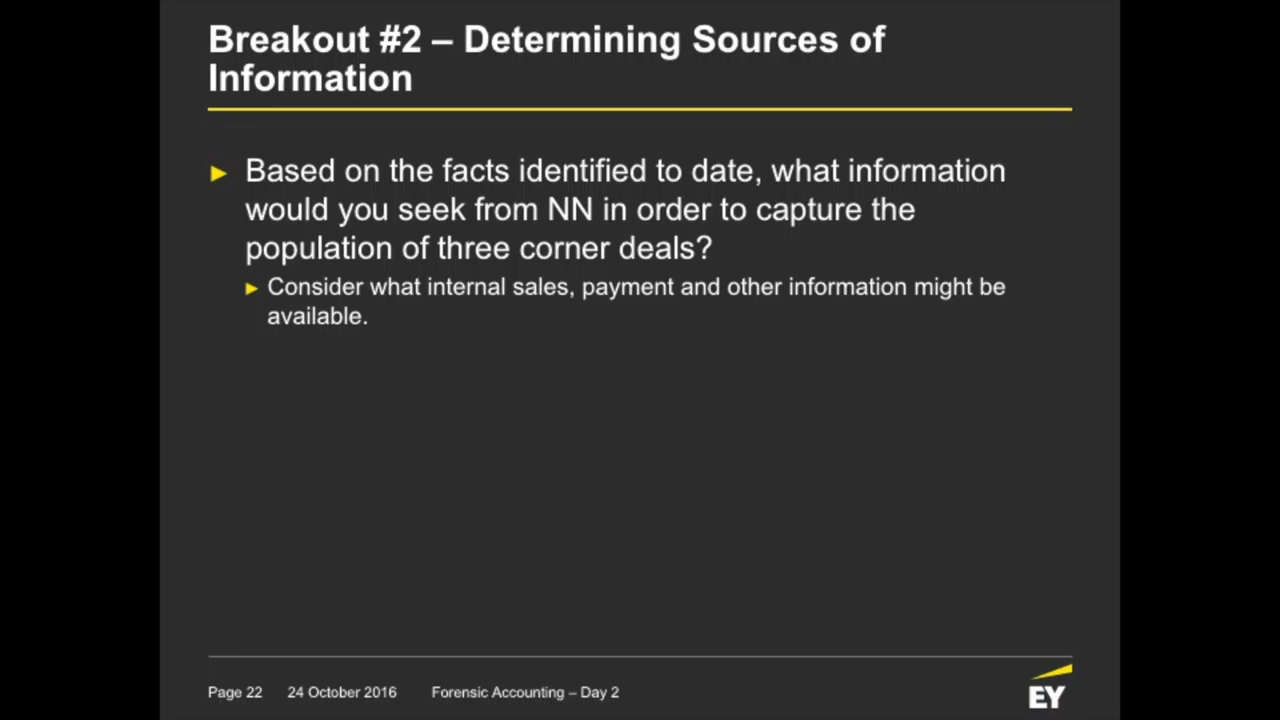 Breakout #2 – Determining Sources of
Information
► Based on the facts identified to date, what information
would you seek from NN in order to capture the
population of three corner deals?
► Consider what internal sales, payment and other information might be
available.
Page 22 24 October 2016 Forensic Accounting – Day 2
EY